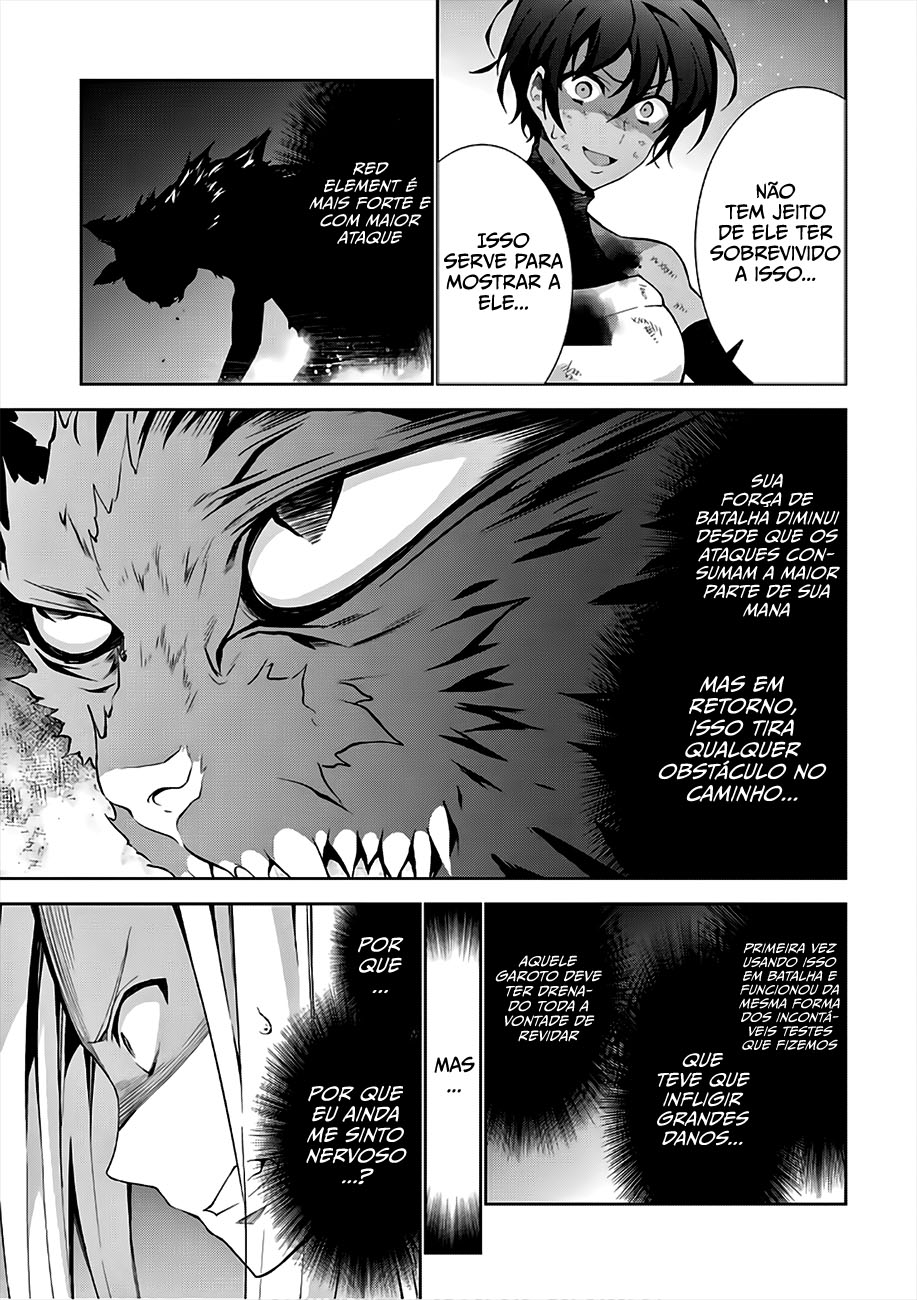 NÃO
TEM JEITO
DE ELE TER
SOBREVIVIDO
A ISSO...
ISSO
SERVE PARA
MOSTRAR A
ELE...
RED
ELEMENT É
MAIS FORTE E
COM MAIOR
ATAQUE
SUA
FORÇA DE
BATALHA DIMINUI
DESDE QUE OS
ATAQUES CON-
SUMAM A MAIOR
PARTE DE SUA
MANA
MAS EM
RETORNO,
ISSO TIRA
QUALQUER
OBSTÁCULO NO
CAMINHO...
PRIMEIRA VEZ
USANDO ISSO
EM BATALHA E
FUNCIONOU DA
MESMA FORMA
DOS INCONTÁ-
VEIS TESTES
QUE FIZEMOS
QUE
TEVE QUE
INFLIGIR
GRANDES
DANOS...
AQUELE
GAROTO DEVE
TER DRENA-
DO TODA A
VONTADE DE
REVIDAR
MAS
...
POR
QUE
...
POR QUE
EU AINDA
ME SINTO
NERVOSO
...?